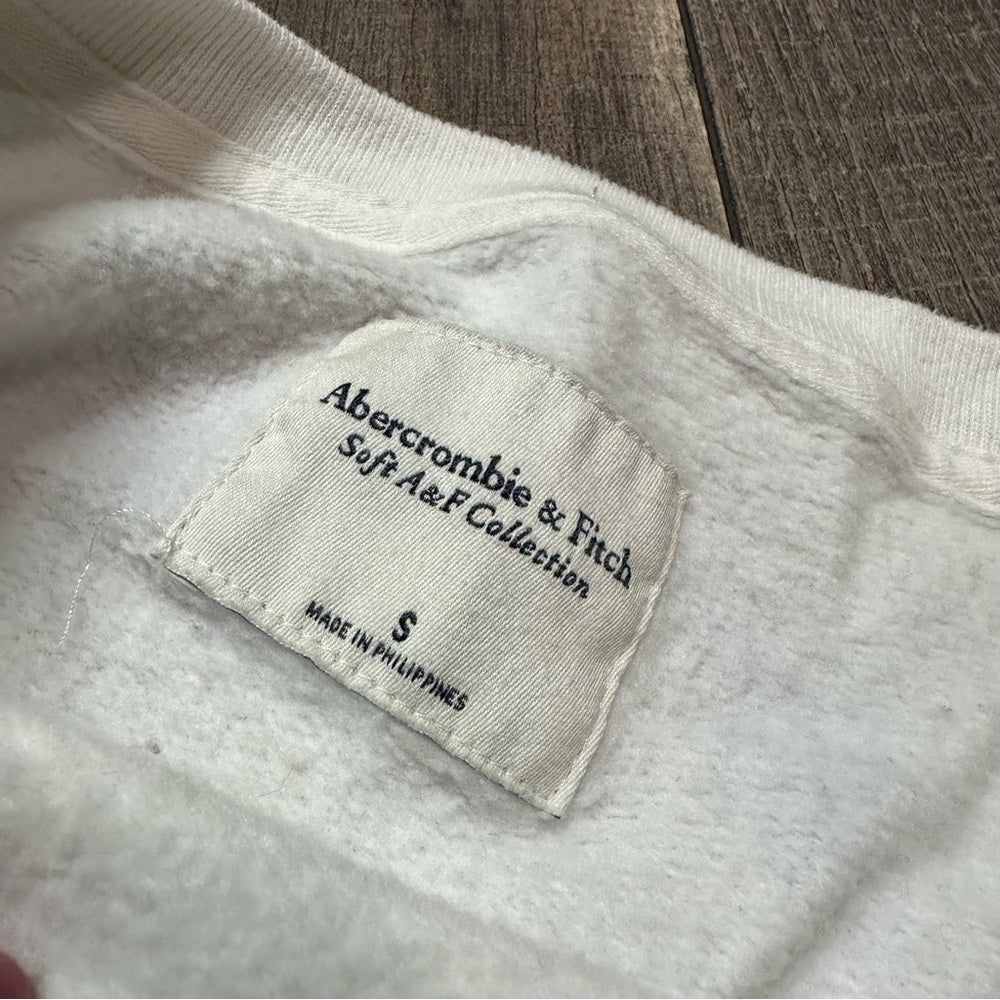 Abercrombie & Fitch
Soft A&F Collection
S
MADE IN PHILIPPINES